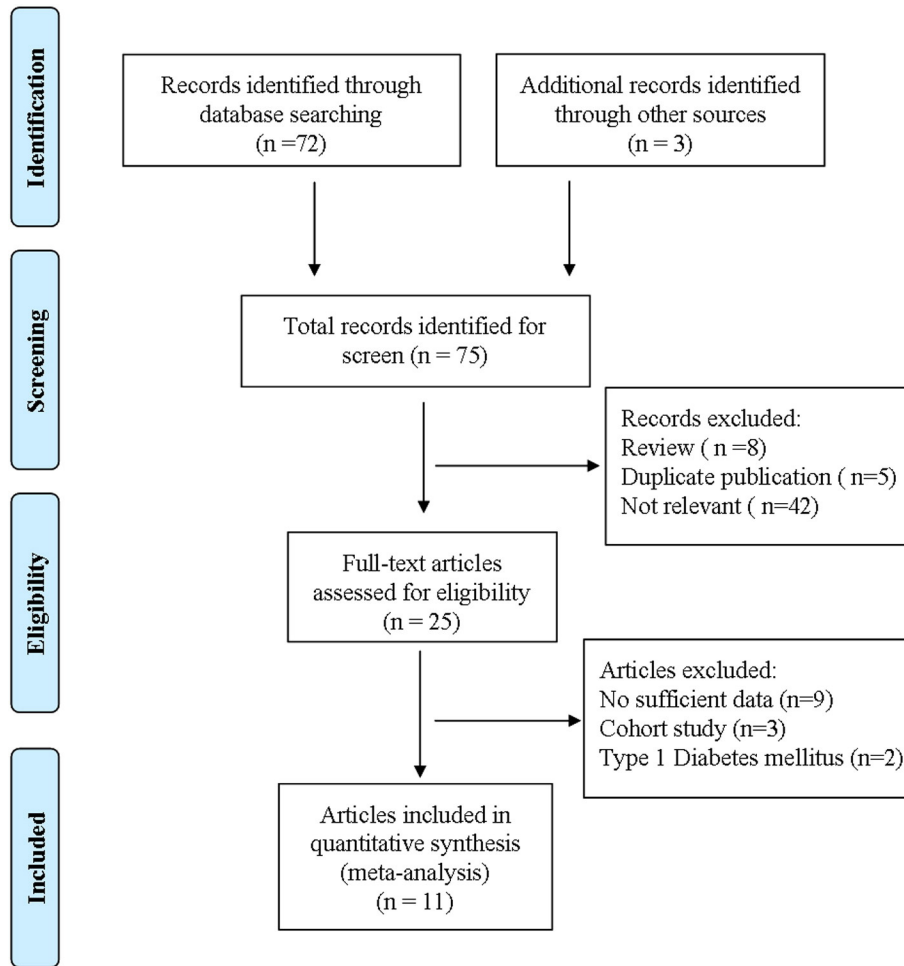 Identification
Records identified through
database searching
(n =72)
Additional records identified
through other sources
(n = 3)
Screening
Total records identified for
screen (n = 75)
Records excluded:
Review ( n =8)
Duplicate publication ( n=5)
Not relevant ( n=42)
Eligibility
Full-text articles
assessed for eligibility
(n = 25)
Articles excluded:
No sufficient data (n=9)
Cohort study (n=3)
Type 1 Diabetes mellitus (n=2)
Included
Articles included in
quantitative synthesis
(meta-analysis)
(n = 11)